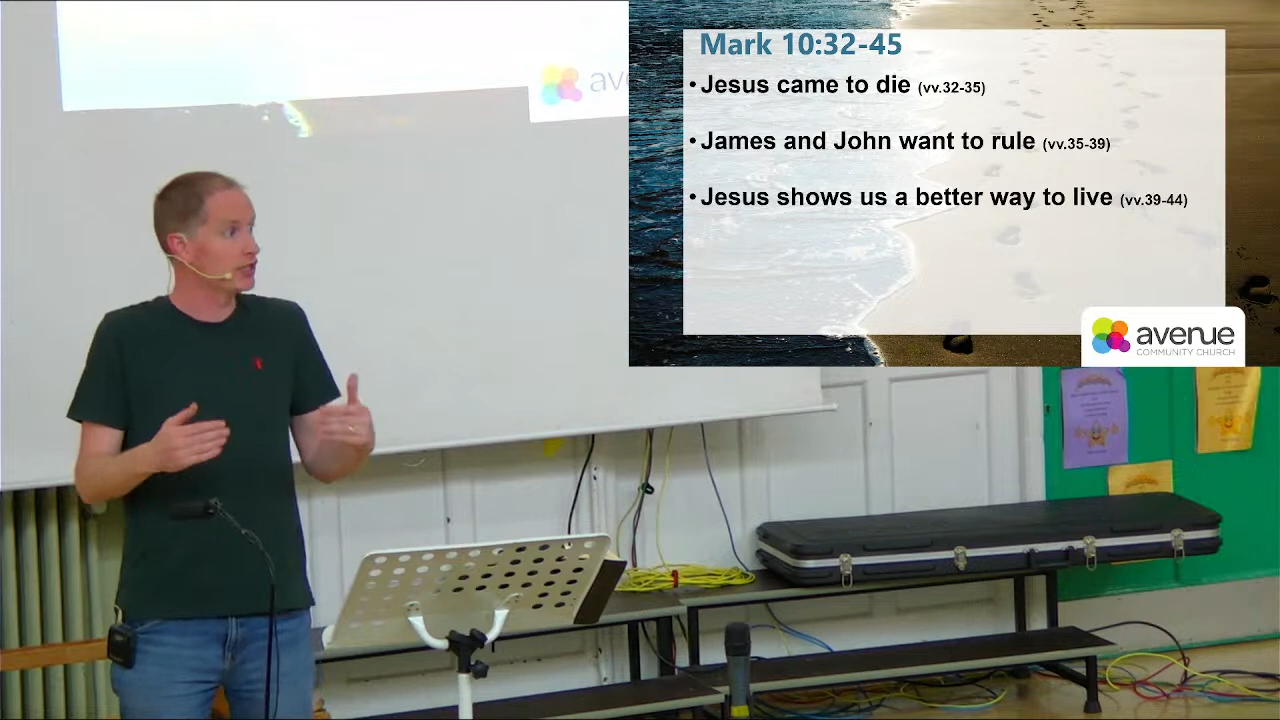 av
Mark 10:32-45
• Jesus came to die (vv.32-35)
• James and John want to rule (vv.35-39)
• Jesus shows us a better way to live (vv.39-44)
avenue
COMMUNITY CHURCH